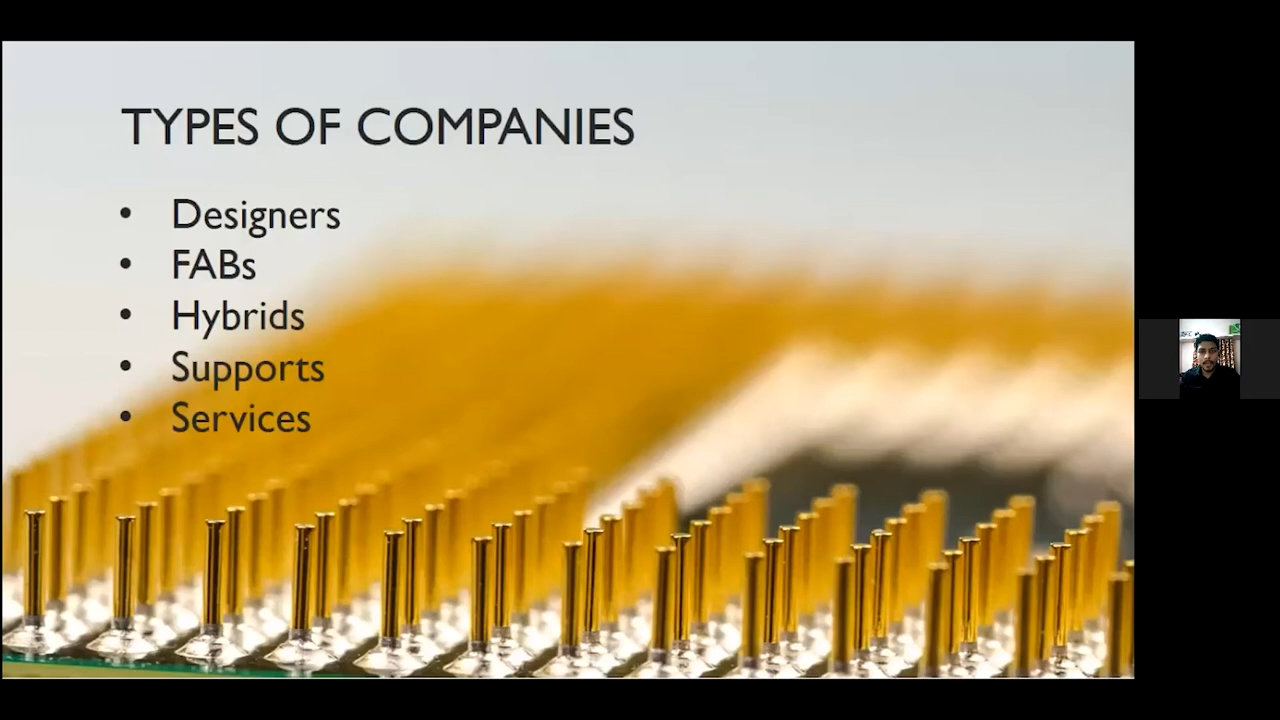 TYPES OF COMPANIES
• Designers
• FABs
• Hybrids
• Supports
• Services